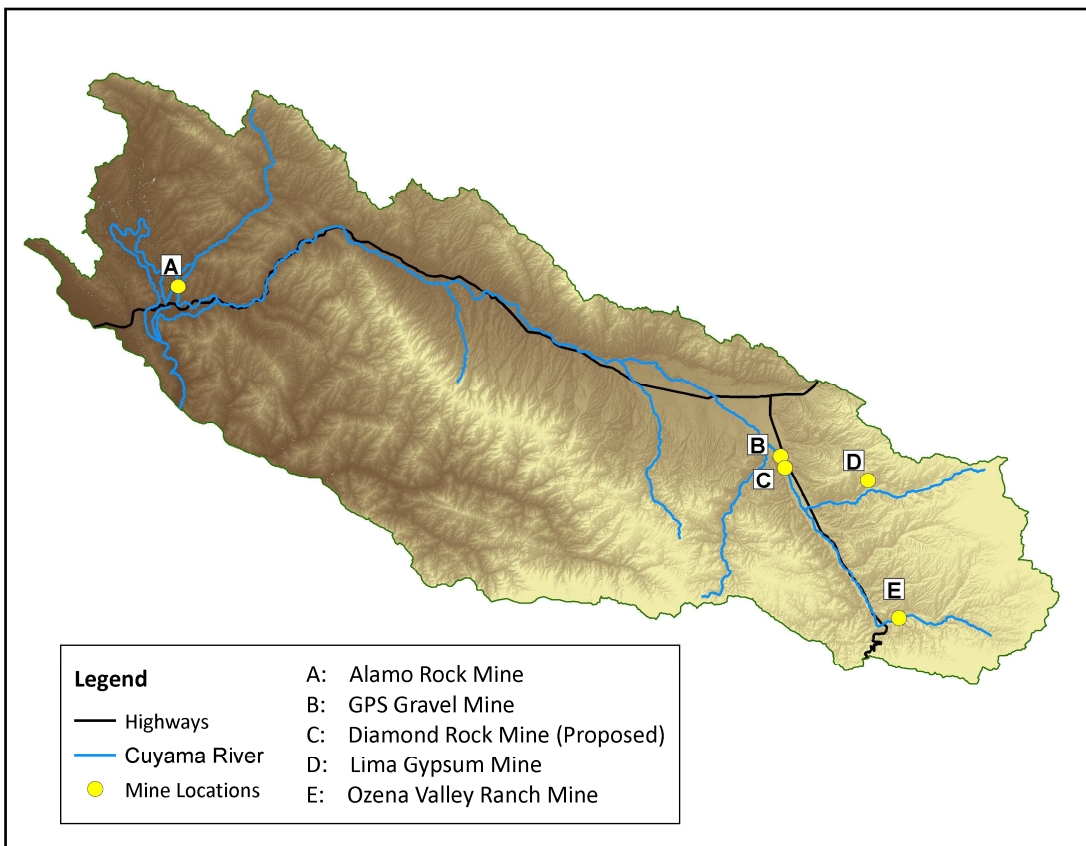 A
B
C
D
E
Legend
Highways
Cuyama River
Mine Locations
A: Alamo Rock Mine
B: GPS Gravel Mine
C: Diamond Rock Mine (Proposed)
D: Lima Gypsum Mine
E: Ozena Valley Ranch Mine